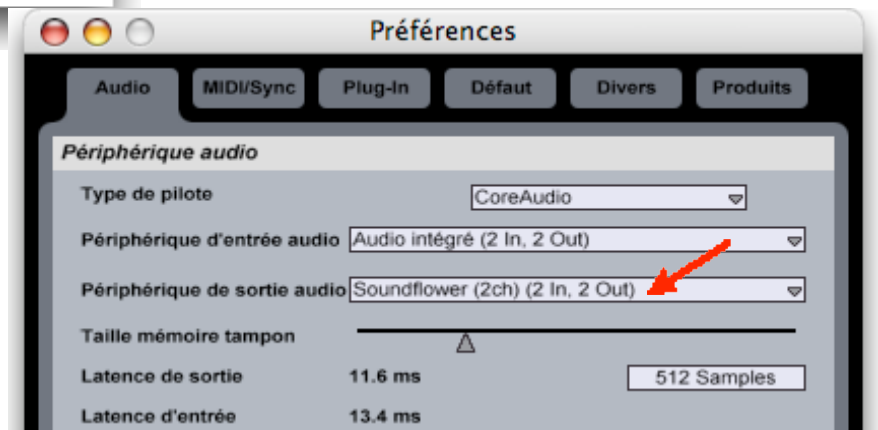 Préférences
Audio MIDI/Sync Plug-In Défaut Divers Produits
Périphérique audio
Type de pilote CoreAudio
Périphérique d'entrée audio Audio intégré (2 In, 2 Out)
Périphérique de sortie audio Soundflower (2ch) (2 In, 2 Out)
Taille mémoire tampon
Latence de sortie 11.6 ms 512 Samples
Latence d'entrée 13.4 ms